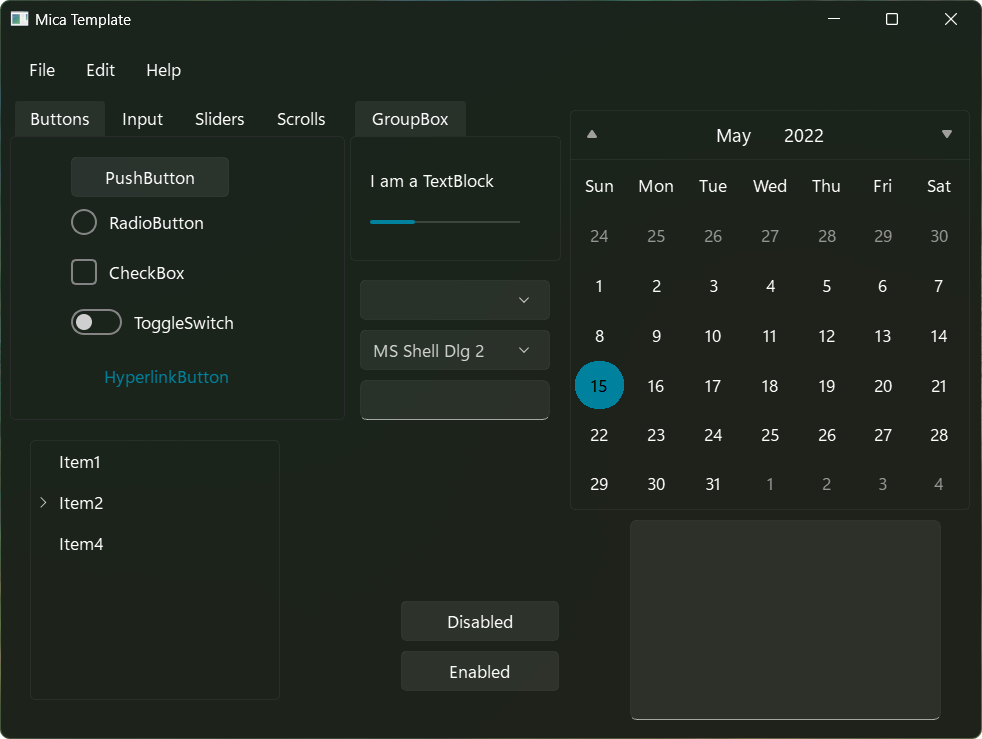 Mica Template
File Edit Help
Buttons Input Sliders Scrolls
PushButton
RadioButton
CheckBox
ToggleSwitch
HyperlinkButton
GroupBox
I am a TextBlock
MS Shell Dlg 2
May 2022
Sun Mon Tue Wed Thu Fri Sat
24 25 26 27 28 29 30
1 2 3 4 5 6 7
8 9 10 11 12 13 14
15 16 17 18 19 20 21
22 23 24 25 26 27 28
29 30 31 1 2 3 4
Item1
Item2
Item4
Disabled
Enabled